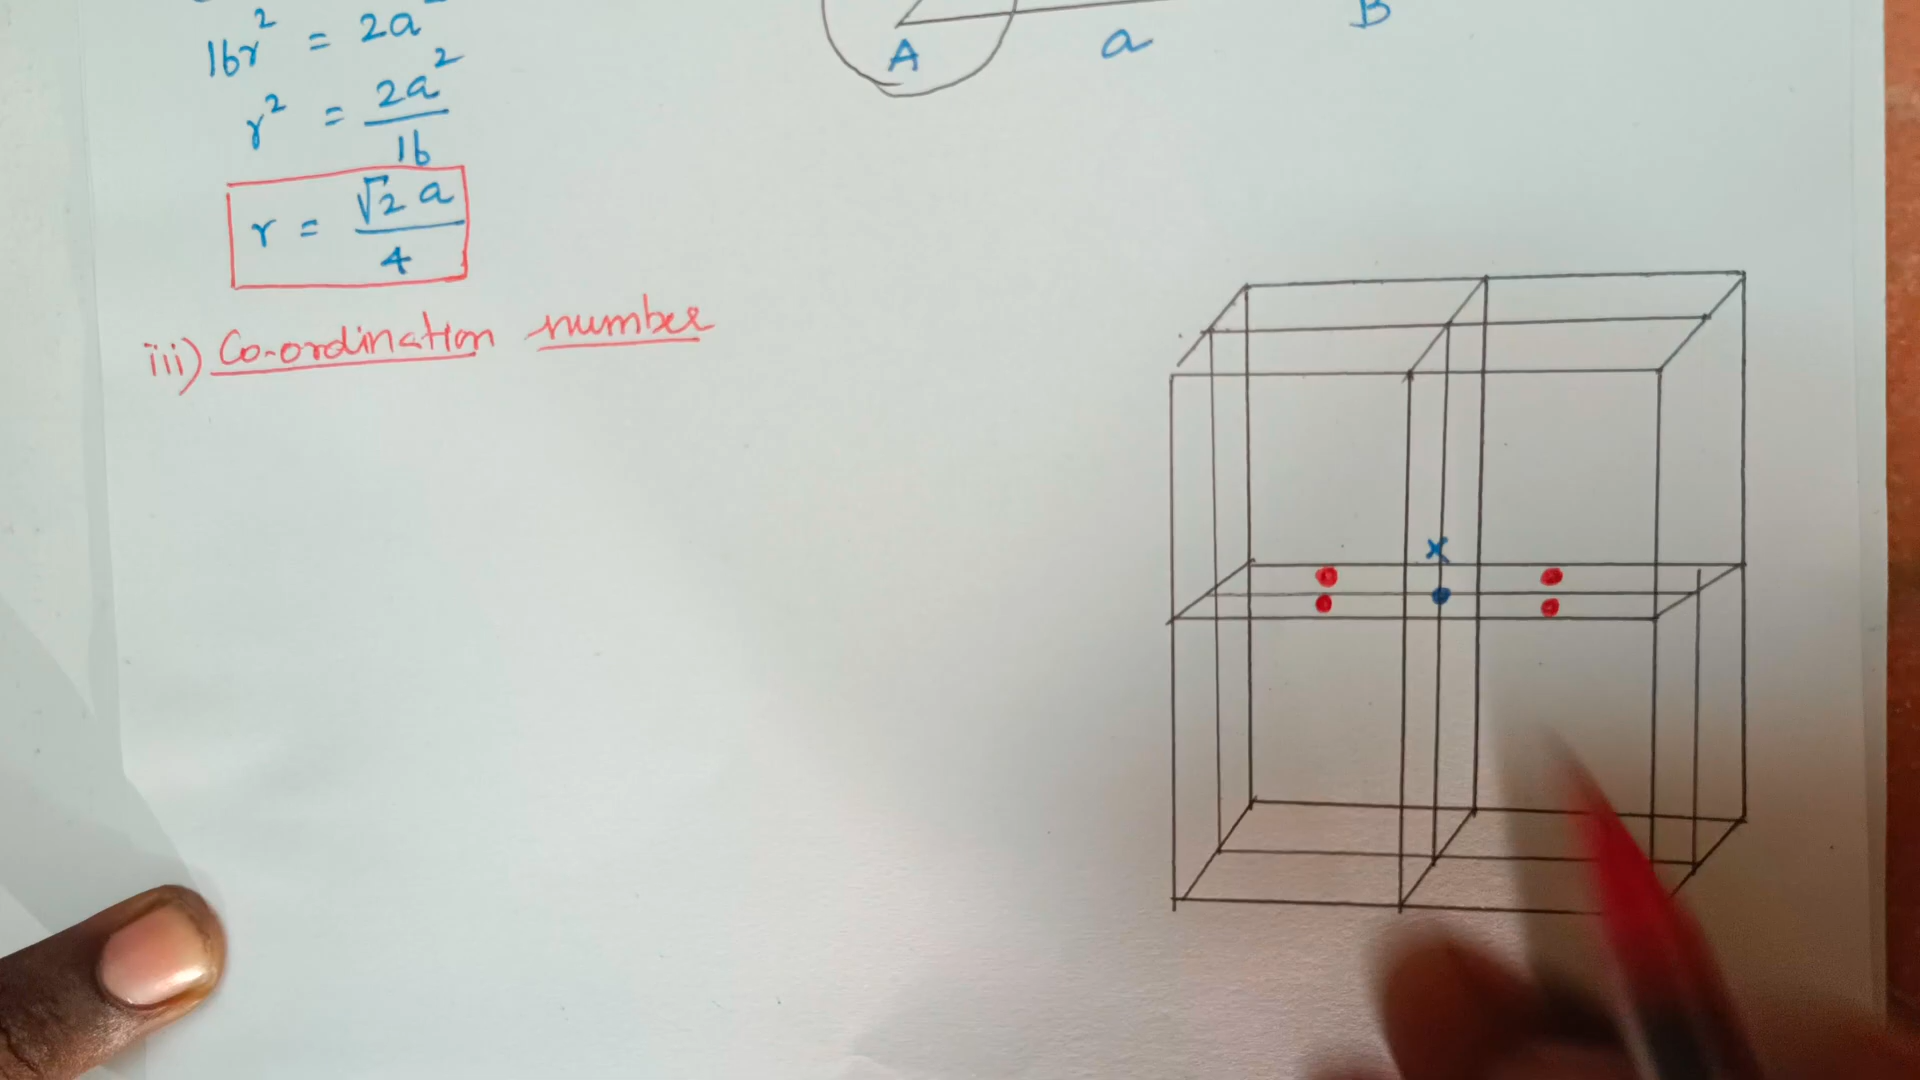 16r² = 2a²
r² = 2a²/16
r = √2 a/4
iii) Co-ordination number
A
a
B
x